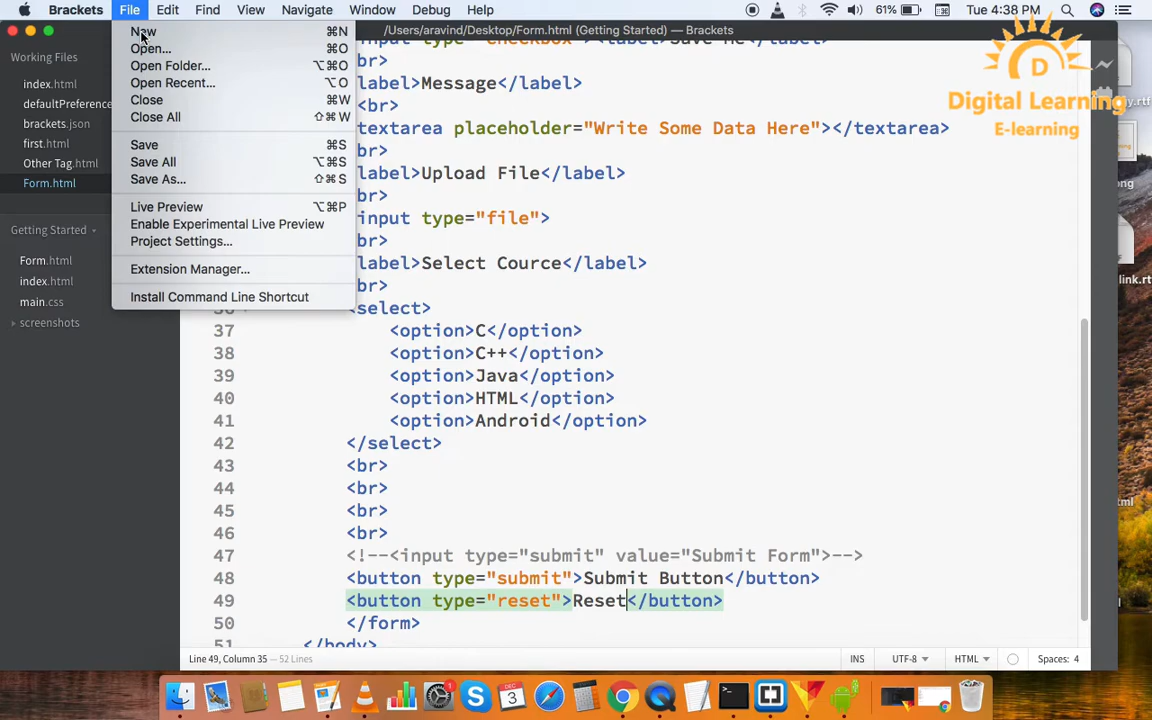 Brackets File Edit Find View Navigate Window Debug Help 61% Tu 4:38 PM
/Users/aravind/Desktop/Form.html (Getting Started) — Brackets
New ⌘N
Open... ⌘O
Open Folder... ⌥⌘O
Open Recent... ⌥O
Close ⌘W
Close All ⇧⌘W
Save ⌘S
Save All ⌥⌘S
Save As... ⇧⌘S
Live Preview ⌥⌘P
Enable Experimental Live Preview
Project Settings...
Extension Manager...
Install Command Line Shortcut
Working Files
index.html
defaultPreference
brackets.json
first.html
Other Tag.html
Form.html
Getting Started
Form.html
index.html
main.css
screenshots
br>
label>Message</label>
<br>
textarea placeholder="Write Some Data Here"></textarea>
br>
label>Upload File</label>
br>
input type="file">
br>
label>Select Cource</label>
<select>
37 <option>C</option>
38 <option>C++</option>
39 <option>Java</option>
40 <option>HTML</option>
41 <option>Android</option>
42 </select>
43 <br>
44 <br>
45 <br>
46 <br>
47 <!--<input type="submit" value="Submit Form">-->
48 <button type="submit">Submit Button</button>
49 <button type="reset">Reset</button>
50 </form>
51 </body>
Line 49, Column 35 — 52 Lines
INS UTF-8 HTML Spaces: 4
D
Digital Learning
E-learning
DEC
3
1